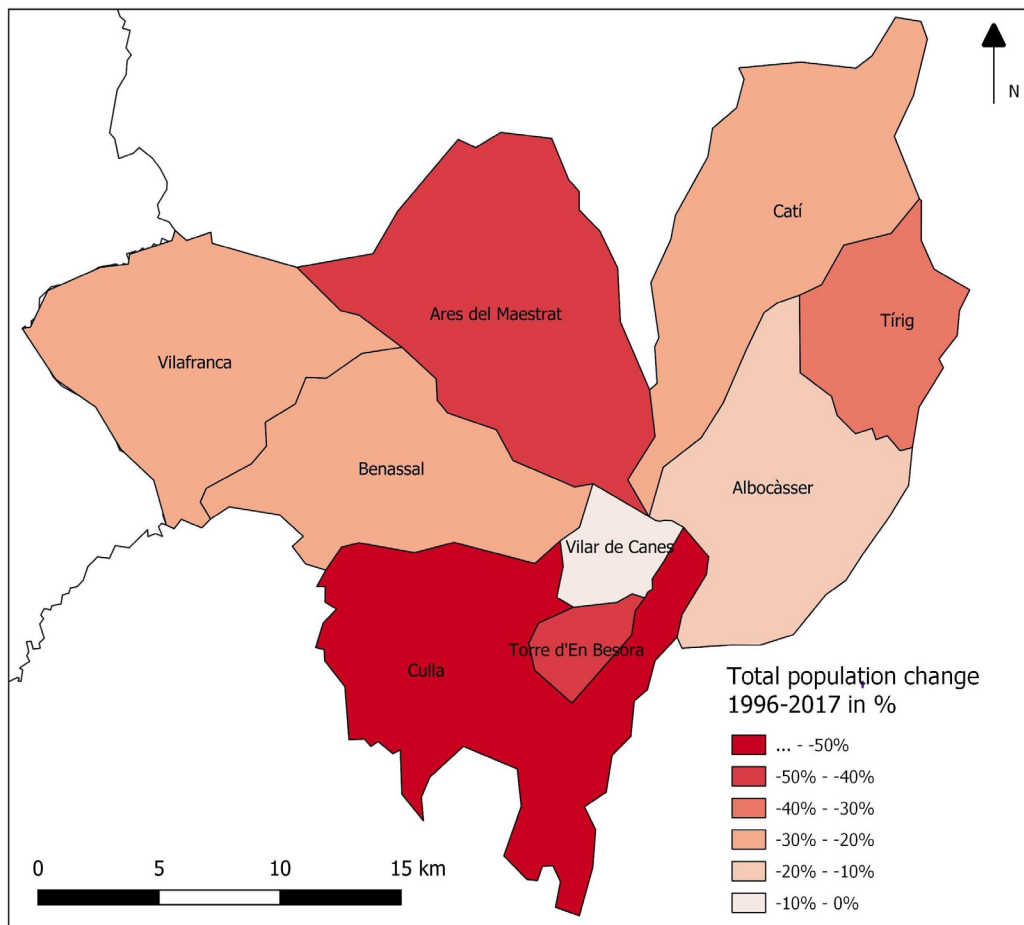 N
Catí
Ares del Maestrat
Tírig
Vilafranca
Benassal
Albocàsser
Vilar de Canes
Torre d'En Besora
Culla
Total population change
1996-2017 in %
... - -50%
-50% - -40%
-40% - -30%
-30% - -20%
-20% - -10%
-10% - 0%
0 5 10 15 km